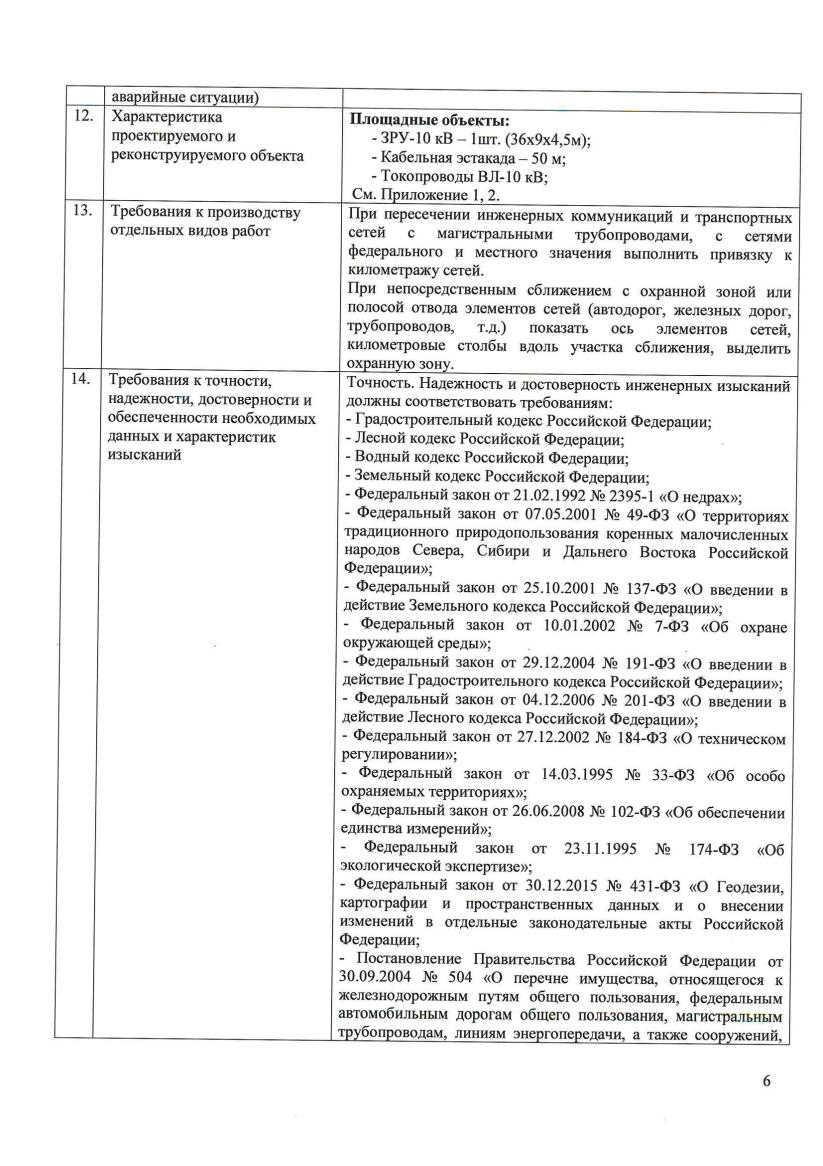 аварийные ситуации)
12.
Характеристика
проектируемого и
реконструируемого объекта
Площадные объекты:
- ЗРУ-10 кВ – 1шт. (36х9х4,5м);
- Кабельная эстакада – 50 м;
- Токопроводы ВЛ-10 кВ;
См. Приложение 1, 2.
13.
Требования к производству
отдельных видов работ
При пересечении инженерных коммуникаций и транспортных
сетей с магистральными трубопроводами, с сетями
федерального и местного значения выполнить привязку к
километражу сетей.
При непосредственным сближением с охранной зоной или
полосой отвода элементов сетей (автодорог, железных дорог,
трубопроводов, т.д.) показать ось элементов сетей,
километровые столбы вдоль участка сближения, выделить
охранную зону.
14.
Требования к точности,
надежности, достоверности и
обеспеченности необходимых
данных и характеристик
изысканий
Точность. Надежность и достоверность инженерных изысканий
должны соответствовать требованиям:
- Градостроительный кодекс Российской Федерации;
- Лесной кодекс Российской Федерации;
- Водный кодекс Российской Федерации;
- Земельный кодекс Российской Федерации;
- Федеральный закон от 21.02.1992 № 2395-1 «О недрах»;
- Федеральный закон от 07.05.2001 № 49-ФЗ «О территориях
традиционного природопользования коренных малочисленных
народов Севера, Сибири и Дальнего Востока Российской
Федерации»;
- Федеральный закон от 25.10.2001 № 137-ФЗ «О введении в
действие Земельного кодекса Российской Федерации»;
- Федеральный закон от 10.01.2002 № 7-ФЗ «Об охране
окружающей среды»;
- Федеральный закон от 29.12.2004 № 191-ФЗ «О введении в
действие Градостроительного кодекса Российской Федерации»;
- Федеральный закон от 04.12.2006 № 201-ФЗ «О введении в
действие Лесного кодекса Российской Федерации»;
- Федеральный закон от 27.12.2002 № 184-ФЗ «О техническом
регулировании»;
- Федеральный закон от 14.03.1995 № 33-ФЗ «Об особо
охраняемых территориях»;
- Федеральный закон от 26.06.2008 № 102-ФЗ «Об обеспечении
единства измерений»;
- Федеральный закон от 23.11.1995 № 174-ФЗ «Об
экологической экспертизе»;
- Федеральный закон от 30.12.2015 № 431-ФЗ «О Геодезии,
картографии и пространственных данных и о внесении
изменений в отдельные законодательные акты Российской
Федерации;
- Постановление Правительства Российской Федерации от
30.09.2004 № 504 «О перечне имущества, относящегося к
железнодорожным путям общего пользования, федеральным
автомобильным дорогам общего пользования, магистральным
трубопроводам, линиям энергопередачи, а также сооружений,
6